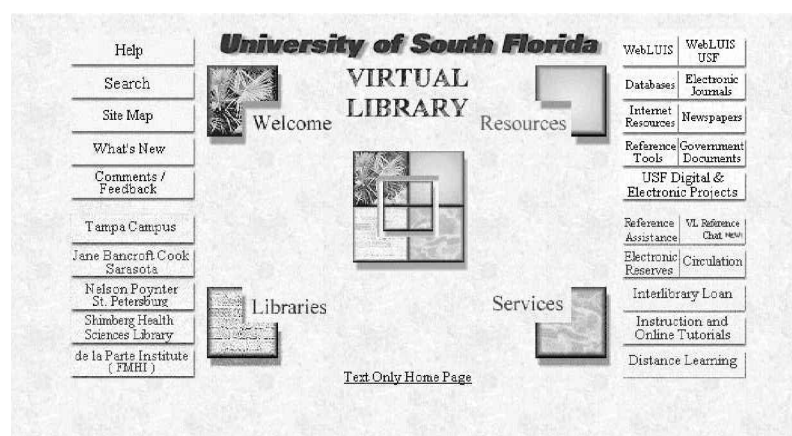 University of South Florida
VIRTUAL
LIBRARY
Help
Search
Site Map
What's New
Comments /
Feedback
Welcome
Resources
WebLUIS
WebLUIS
USF
Databases
Electronic
Journals
Internet
Resources
Newspapers
Reference
Tools
Government
Documents
USF Digital &
Electronic Projects
Tampa Campus
Jane Bancroft Cook
Sarasota
Nelson Poynter
St. Petersburg
Shimberg Health
Sciences Library
de la Parte Institute
( FMHI )
Libraries
Services
Reference
Assistance
VL Reference
Chat NEW!
Electronic
Reserves
Circulation
Interlibrary Loan
Instruction and
Online Tutorials
Distance Learning
Text Only Home Page